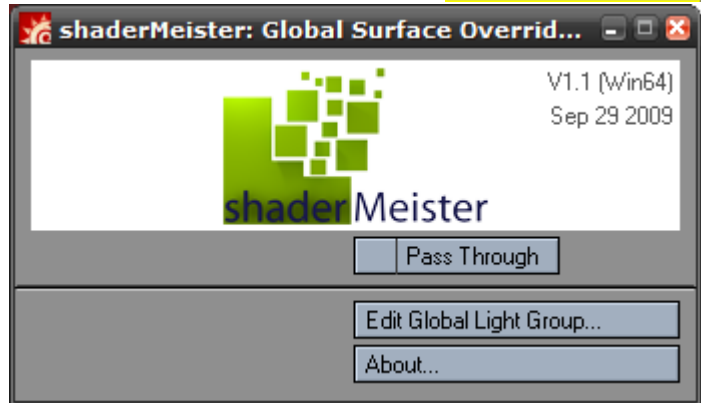 shaderMeister: Global Surface Overrid...
V1.1 (Win64)
Sep 29 2009
shaderMeister
Pass Through
Edit Global Light Group...
About...